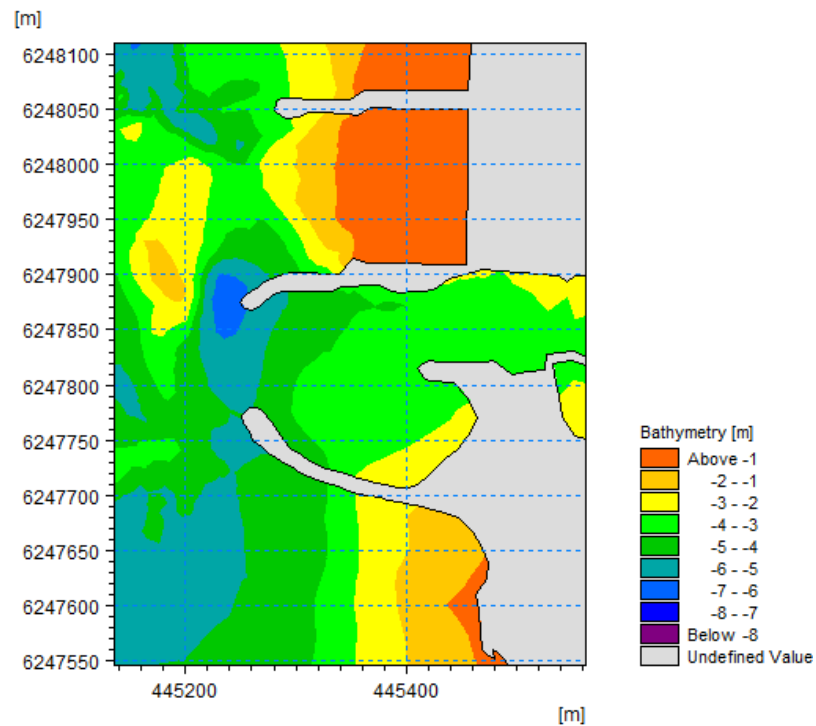 [m]
6248100
6248050
6248000
6247950
6247900
6247850
6247800
6247750
6247700
6247650
6247600
6247550
445200 445400
[m]
Bathymetry [m]
Above -1
-2 - -1
-3 - -2
-4 - -3
-5 - -4
-6 - -5
-7 - -6
-8 - -7
Below -8
Undefined Value